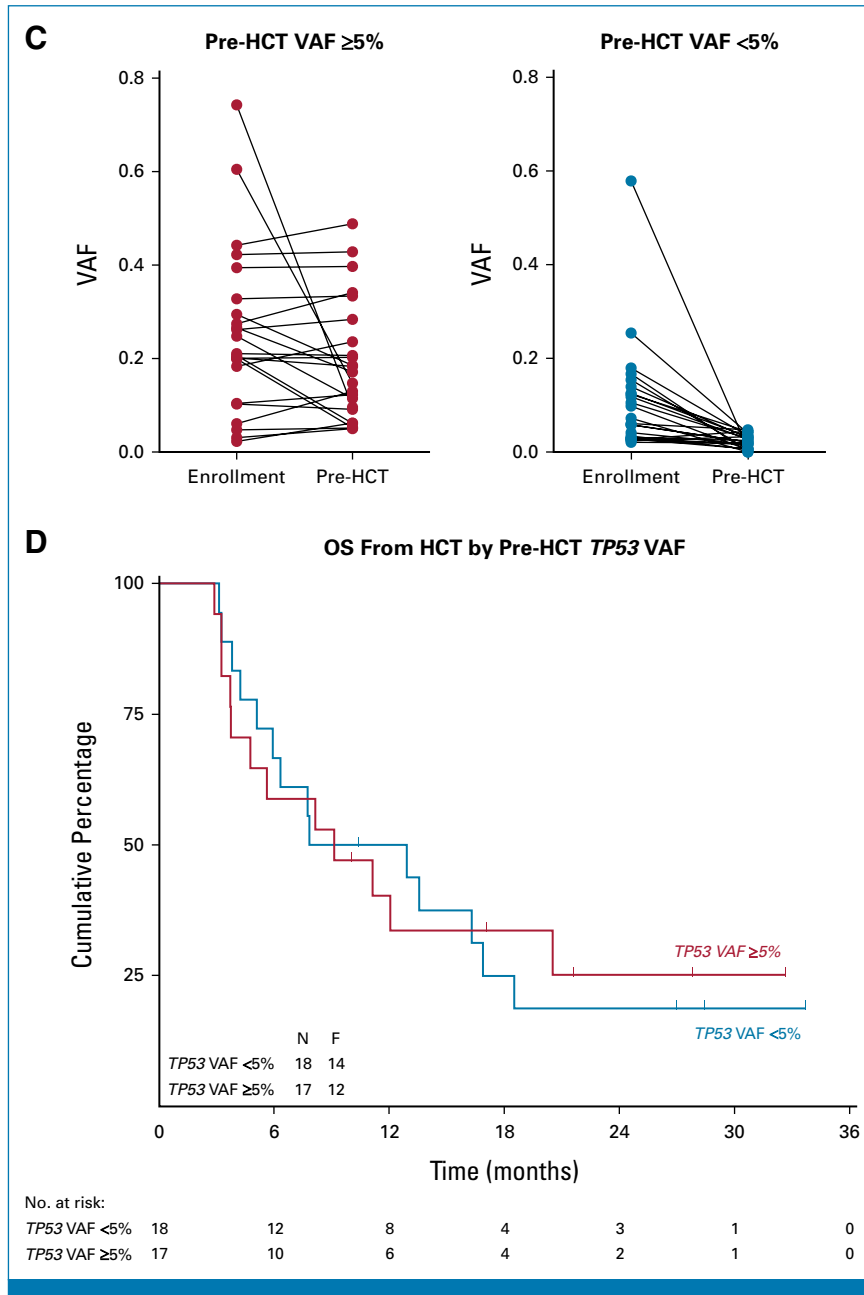 C
Pre-HCT VAF ≥5%
Pre-HCT VAF <5%
VAF
0.8
0.6
0.4
0.2
0.0
Enrollment Pre-HCT
VAF
0.8
0.6
0.4
0.2
0.0
Enrollment Pre-HCT
D
OS From HCT by Pre-HCT TP53 VAF
Cumulative Percentage
100
75
50
25
TP53 VAF ≥5%
TP53 VAF <5%
N F
TP53 VAF <5% 18 14
TP53 VAF ≥5% 17 12
0 6 12 18 24 30 36
Time (months)
No. at risk:
TP53 VAF <5% 18 12 8 4 3 1 0
TP53 VAF ≥5% 17 10 6 4 2 1 0